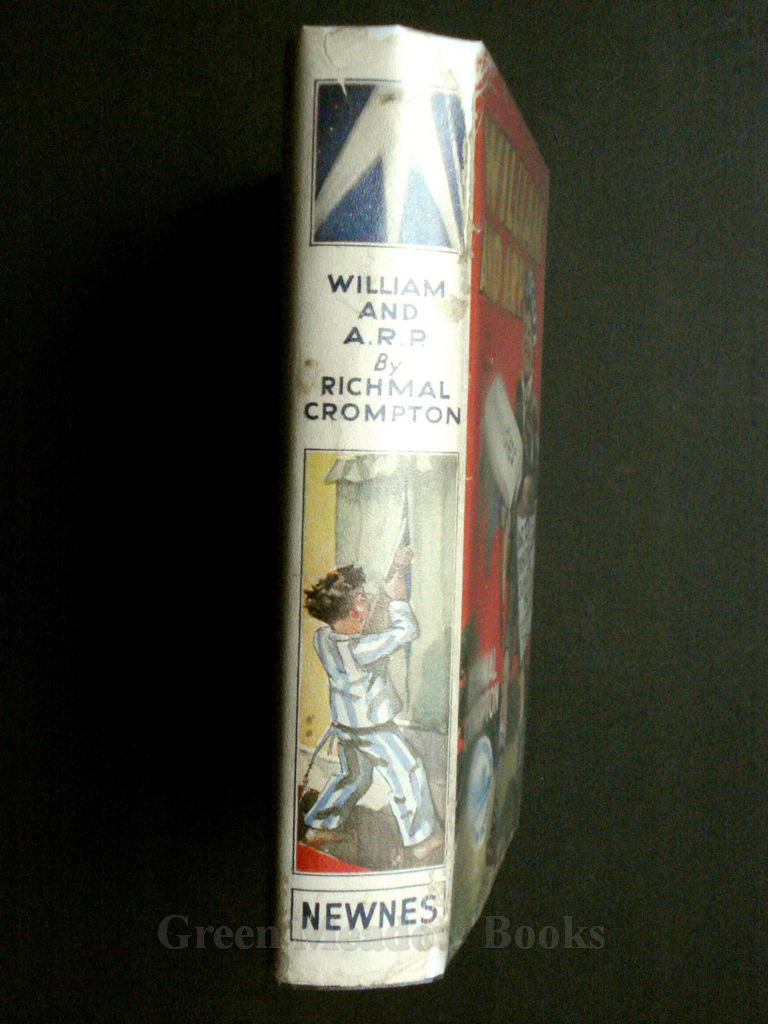 WILLIAM
AND
A.R.P.
By
RICHMAL
CROMPTON
NEWNES
Green Meadow Books